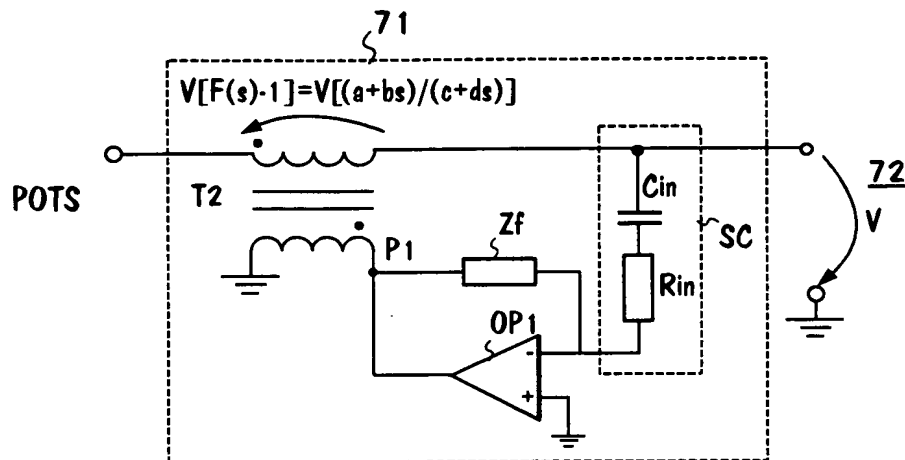 71
V[F(s)-1]=V[(a+bs)/(c+ds)]
POTS
T2
P1
Zf
OP1
-
+
Cin
Rin
SC
72
V